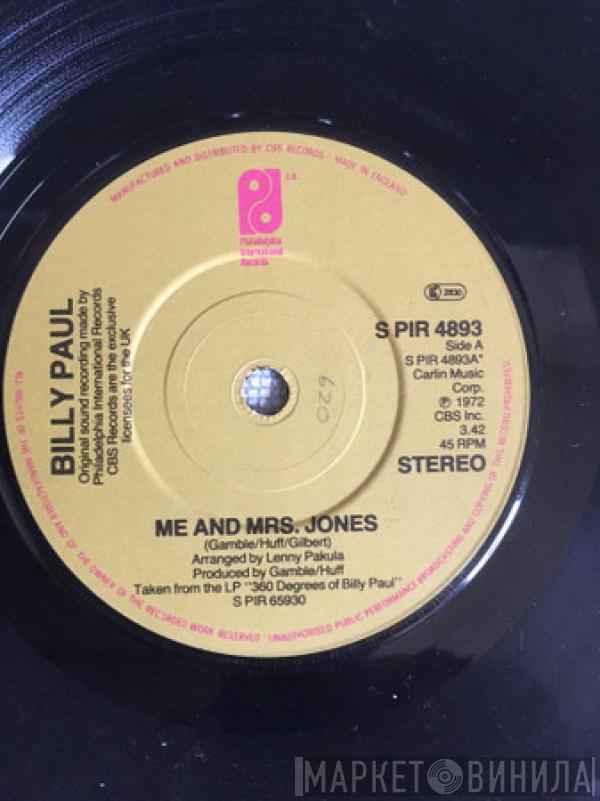 MANUFACTURED AND DISTRIBUTED BY CBS RECORDS · MADE IN ENGLAND
Philadelphia
International
Records
BILLY PAUL
Original sound recording made by
Philadelphia International Records
CBS Records are the exclusive
licensees for the UK
2830
S PIR 4893
Side A
S PIR 4893A*
Carlin Music
Corp.
℗ 1972
CBS Inc.
3.42
45 RPM
STEREO
620
ME AND MRS. JONES
(Gamble/Huff/Gilbert)
Arranged by Lenny Pakula
Produced by Gamble/Huff
Taken from the LP "360 Degrees of Billy Paul"
S PIR 65930
ALL RIGHTS OF THE MANUFACTURER AND OF THE OWNER OF THE RECORDED WORK RESERVED · UNAUTHORISED PUBLIC PERFORMANCE BROADCASTING AND COPYING OF THIS RECORD PROHIBITED
МАРКЕТ ВИНИЛА